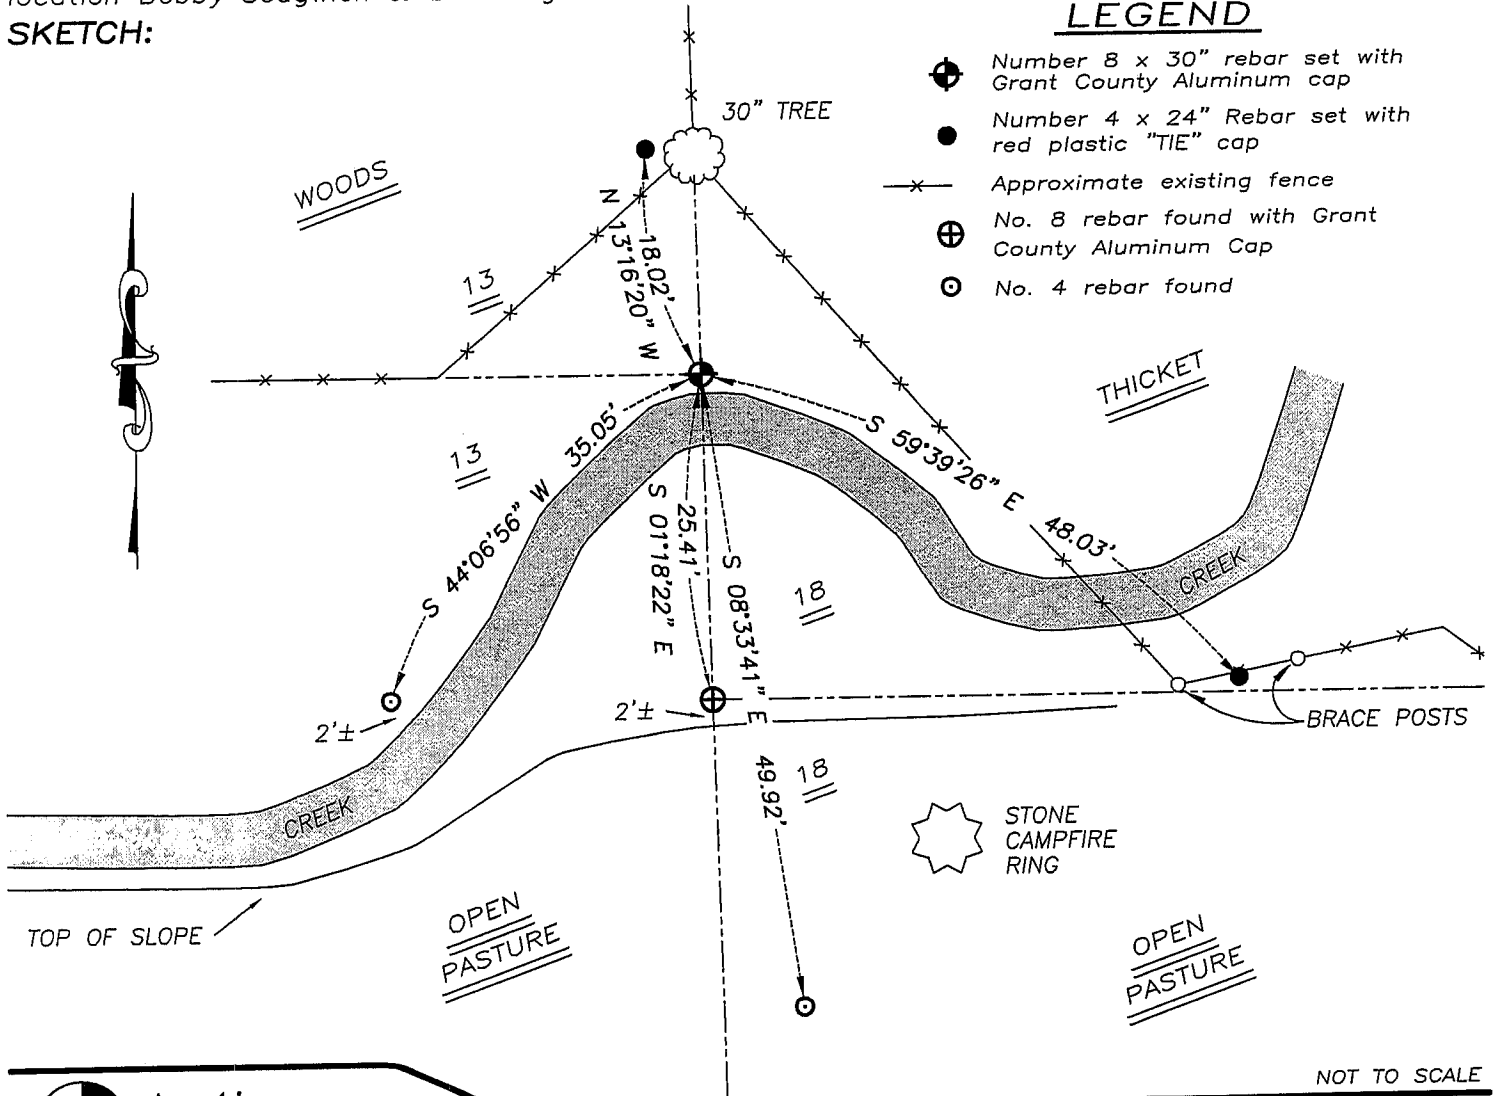 SKETCH:
LEGEND
Number 8 x 30" rebar set with
Grant County Aluminum cap
Number 4 x 24" Rebar set with
red plastic "TIE" cap
Approximate existing fence
No. 8 rebar found with Grant
County Aluminum Cap
No. 4 rebar found
30" TREE
WOODS
N 13°16'20" W
18.02'
13
THICKET
13
35.05'
S 44°06'56" W
S 59°39'26" E
48.03'
25.41'
S 01°18'22" E
S 08°33'41" E
49.92'
18
CREEK
2'±
2'±
BRACE POSTS
18
CREEK
STONE
CAMPFIRE
RING
TOP OF SLOPE
OPEN
PASTURE
OPEN
PASTURE
NOT TO SCALE